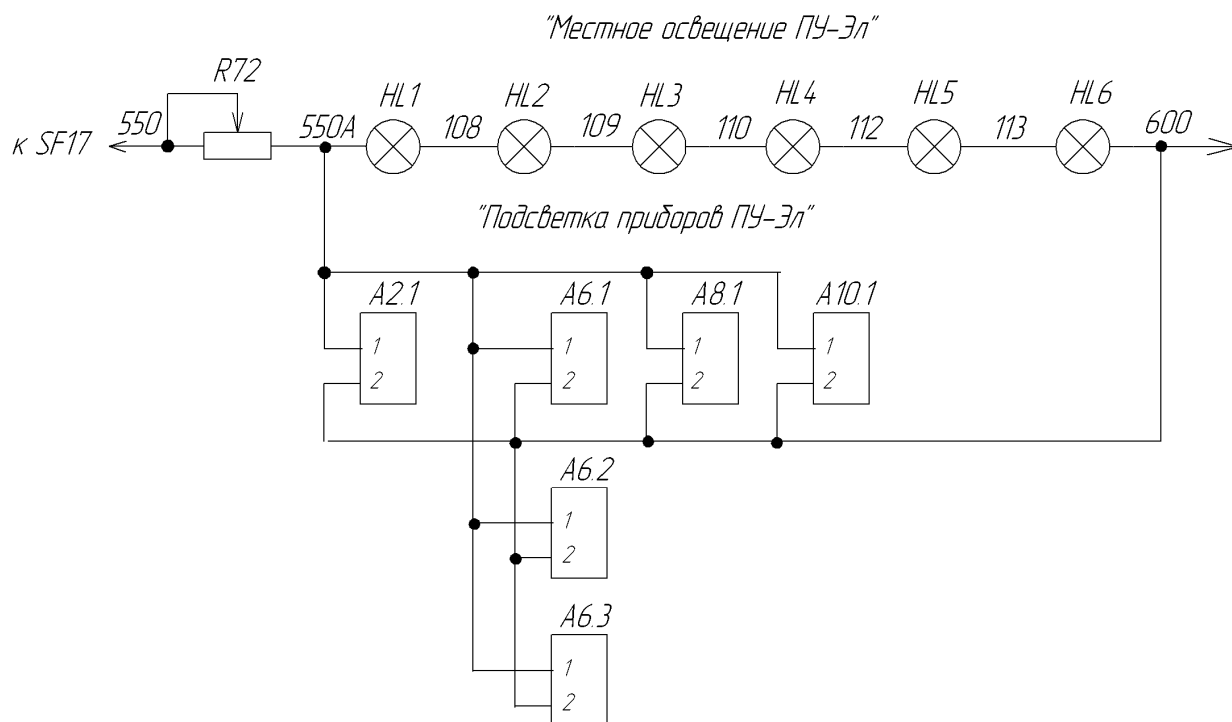 "Местное освещение ПУ-Эл"
R72
HL1
HL2
HL3
HL4
HL5
HL6
к SF17
550
550А
108
109
110
112
113
600
"Подсветка приборов ПУ-Эл"
А2.1
1
2
А6.1
1
2
А8.1
1
2
А10.1
1
2
А6.2
1
2
А6.3
1
2